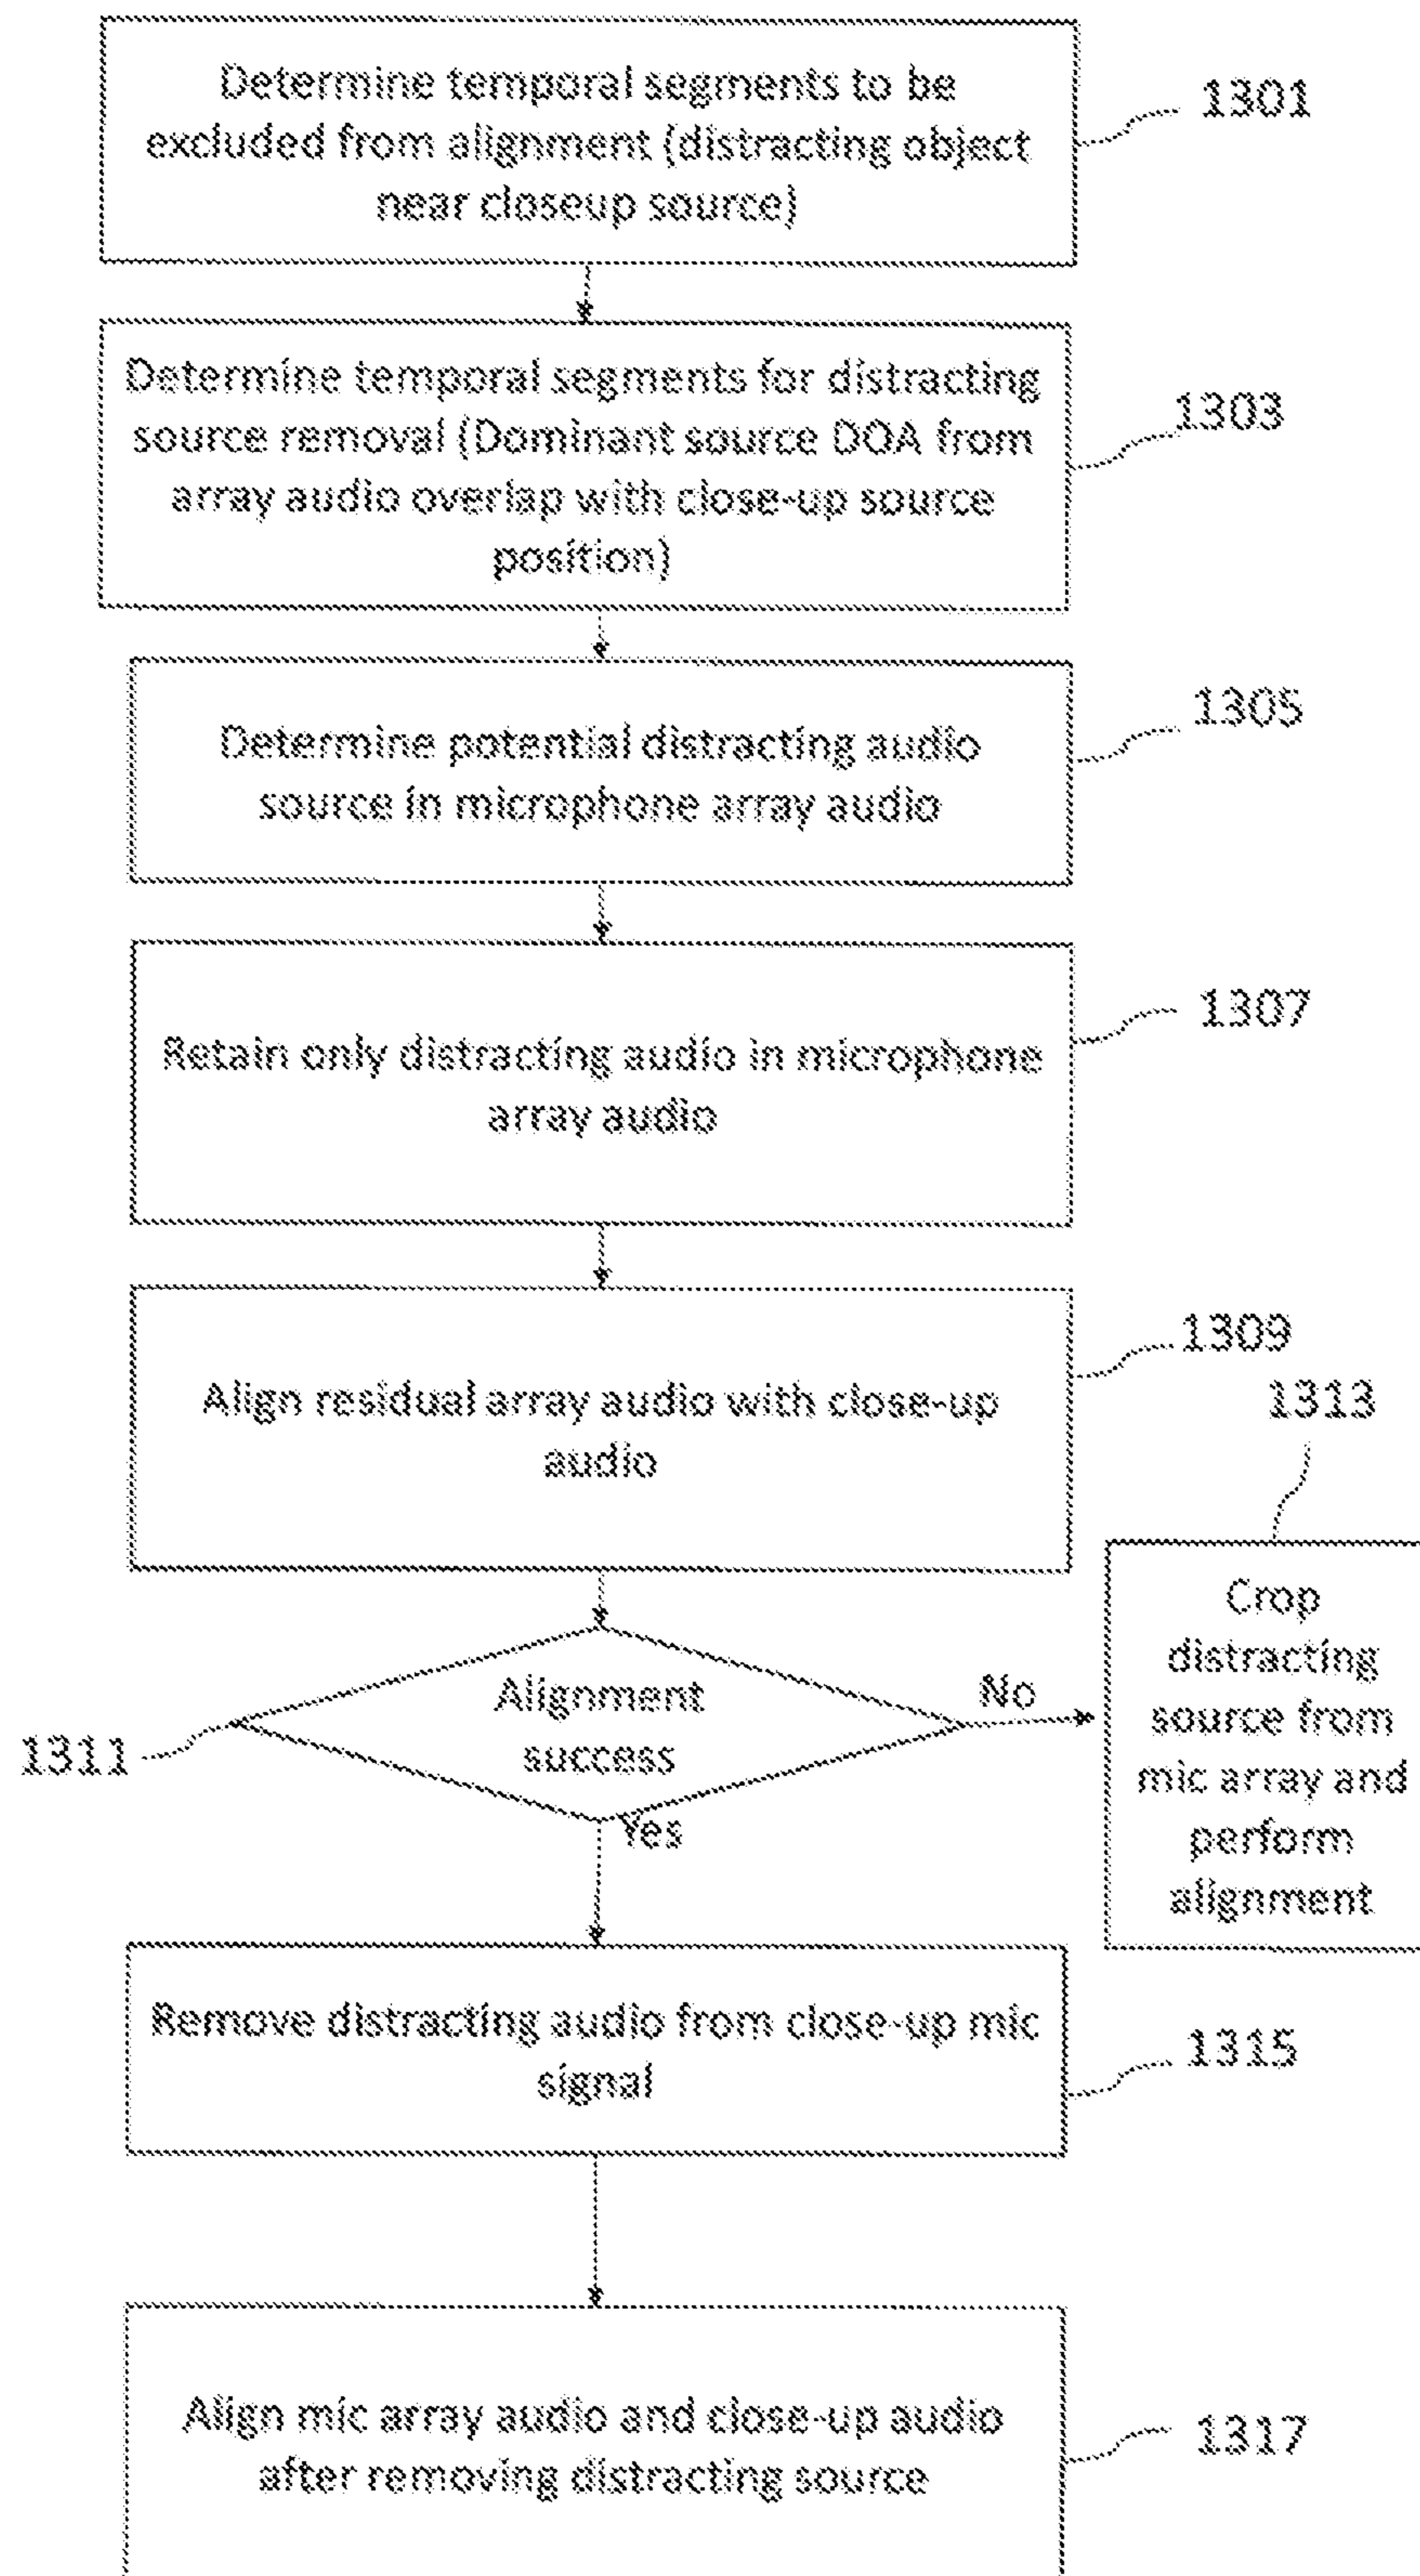 Determine temporal segments to be
excluded from alignment (distracting object
near closeup source)
1301
Determine temporal segments for distracting
source removal (Dominant source DOA from
array audio overlap with close-up source
position)
1303
Determine potential distracting audio
source in microphone array audio
1305
Retain only distracting audio in microphone
array audio
1307
Align residual array audio with close-up
audio
1309
1313
Crop
distracting
source from
mic array and
perform
alignment
Alignment
success
No
1311
Yes
Remove distracting audio from close-up mic
signal
1315
Align mic array audio and close-up audio
after removing distracting source
1317